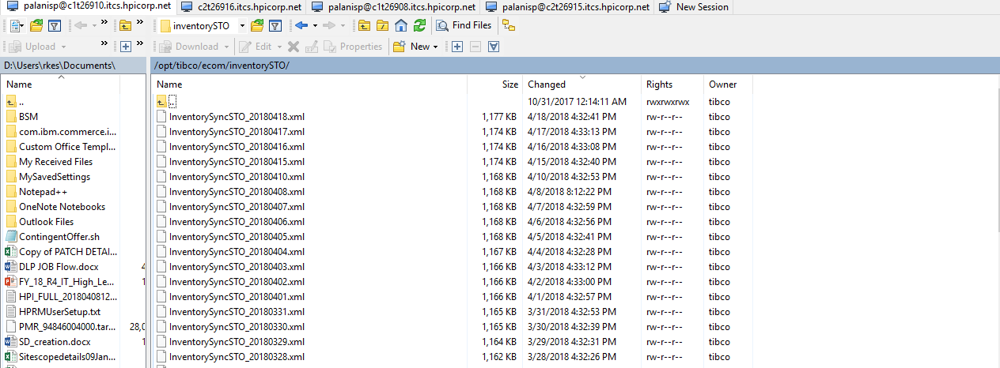 palanisp@c1t26910.itcs.hpicorp.net c2t26916.itcs.hpicorp.net palanisp@c1t26908.itcs.hpicorp.net palanisp@c2t26915.itcs.hpicorp.net New Session
» » inventorySTO Find Files
Upload » » Download Edit Properties New
D:\Users\rkes\Documents\ /opt/tibco/ecom/inventorySTO/
Name Name Size Changed Rights Owner
.. .. 10/31/2017 12:14:11 AM rwxrwxrwx tibco
BSM InventorySyncSTO_20180418.xml 1,177 KB 4/18/2018 4:32:41 PM rw-r--r-- tibco
com.ibm.commerce.i... InventorySyncSTO_20180417.xml 1,174 KB 4/17/2018 4:33:13 PM rw-r--r-- tibco
Custom Office Templ... InventorySyncSTO_20180416.xml 1,174 KB 4/16/2018 4:33:08 PM rw-r--r-- tibco
My Received Files InventorySyncSTO_20180415.xml 1,174 KB 4/15/2018 4:32:40 PM rw-r--r-- tibco
MySavedSettings InventorySyncSTO_20180410.xml 1,168 KB 4/10/2018 4:32:53 PM rw-r--r-- tibco
Notepad++ InventorySyncSTO_20180408.xml 1,168 KB 4/8/2018 8:12:22 PM rw-r--r-- tibco
OneNote Notebooks InventorySyncSTO_20180407.xml 1,168 KB 4/7/2018 4:32:59 PM rw-r--r-- tibco
Outlook Files InventorySyncSTO_20180406.xml 1,168 KB 4/6/2018 4:32:56 PM rw-r--r-- tibco
ContingentOffer.sh InventorySyncSTO_20180405.xml 1,168 KB 4/5/2018 4:32:41 PM rw-r--r-- tibco
Copy of PATCH DETAI... InventorySyncSTO_20180404.xml 1,167 KB 4/4/2018 4:32:28 PM rw-r--r-- tibco
DLP JOB Flow.docx 4 InventorySyncSTO_20180403.xml 1,166 KB 4/3/2018 4:33:12 PM rw-r--r-- tibco
FY_18_R4_IT_High_Le... 1 InventorySyncSTO_20180402.xml 1,166 KB 4/2/2018 4:33:00 PM rw-r--r-- tibco
HPI_FULL_2018040812... InventorySyncSTO_20180401.xml 1,166 KB 4/1/2018 4:32:57 PM rw-r--r-- tibco
HPRMUserSetup.txt InventorySyncSTO_20180331.xml 1,165 KB 3/31/2018 4:32:53 PM rw-r--r-- tibco
PMR_94846004000.tar... 28,0 InventorySyncSTO_20180330.xml 1,165 KB 3/30/2018 4:32:39 PM rw-r--r-- tibco
SD_creation.docx 1 InventorySyncSTO_20180329.xml 1,164 KB 3/29/2018 4:32:31 PM rw-r--r-- tibco
Sitescopedetails09Jan... 1 InventorySyncSTO_20180328.xml 1,162 KB 3/28/2018 4:32:26 PM rw-r--r-- tibco